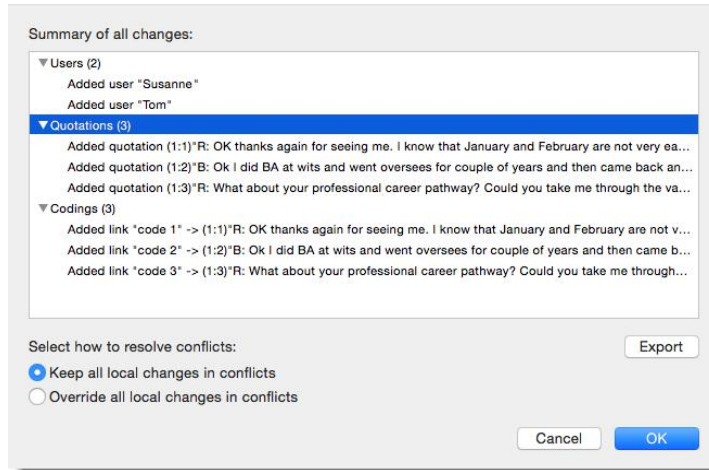 Summary of all changes:
Users (2)
Added user "Susanne"
Added user "Tom"
Quotations (3)
Added quotation (1:1)"R: OK thanks again for seeing me. I know that January and February are not very ea...
Added quotation (1:2)"B: Ok I did BA at wits and went oversees for couple of years and then came back an...
Added quotation (1:3)"R: What about your professional career pathway? Could you take me through the va...
Codings (3)
Added link "code 1" -> (1:1)"R: OK thanks again for seeing me. I know that January and February are not v...
Added link "code 2" -> (1:2)"B: Ok I did BA at wits and went oversees for couple of years and then came b...
Added link "code 3" -> (1:3)"R: What about your professional career pathway? Could you take me through...
Select how to resolve conflicts:
Export
Keep all local changes in conflicts
Override all local changes in conflicts
Cancel
OK